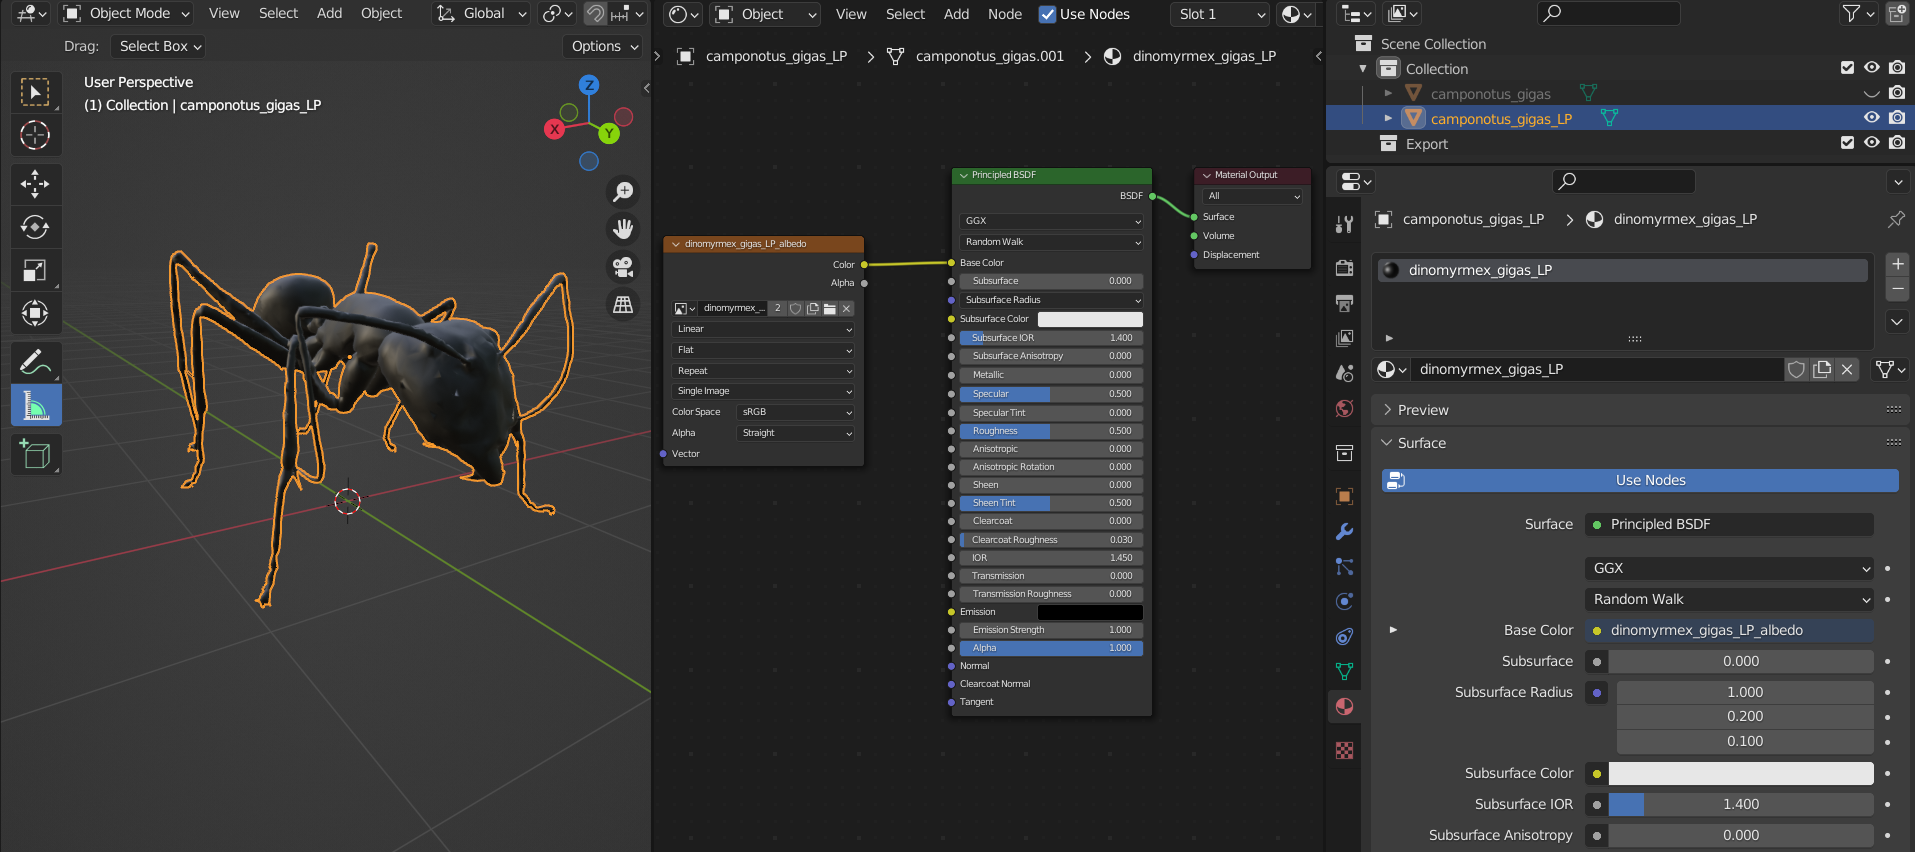 Object Mode
View
Select
Add
Object
Global
Drag:
Select Box
Options
User Perspective
(1) Collection | camponotus_gigas_LP
Z
X
Y
Object
View
Select
Add
Node
Use Nodes
Slot 1
camponotus_gigas_LP
camponotus_gigas.001
dinomyrmex_gigas_LP
dinomyrmex_gigas_LP_albedo
Color
Alpha
dinomyrmex_... 2
Linear
Flat
Repeat
Single Image
Color Space sRGB
Alpha Straight
Vector
Principled BSDF
BSDF
GGX
Random Walk
Base Color
Subsurface 0.000
Subsurface Radius
Subsurface Color
Subsurface IOR 1.400
Subsurface Anisotropy 0.000
Metallic 0.000
Specular 0.500
Specular Tint 0.000
Roughness 0.500
Anisotropic 0.000
Anisotropic Rotation 0.000
Sheen 0.000
Sheen Tint 0.500
Clearcoat 0.000
Clearcoat Roughness 0.030
IOR 1.450
Transmission 0.000
Transmission Roughness 0.000
Emission
Emission Strength 1.000
Alpha 1.000
Normal
Clearcoat Normal
Tangent
Material Output
All
Surface
Volume
Displacement
Scene Collection
Collection
camponotus_gigas
camponotus_gigas_LP
Export
camponotus_gigas_LP
dinomyrmex_gigas_LP
dinomyrmex_gigas_LP
dinomyrmex_gigas_LP
Preview
Surface
Use Nodes
Surface Principled BSDF
GGX
Random Walk
Base Color dinomyrmex_gigas_LP_albedo
Subsurface 0.000
Subsurface Radius 1.000
0.200
0.100
Subsurface Color
Subsurface IOR 1.400
Subsurface Anisotropy 0.000